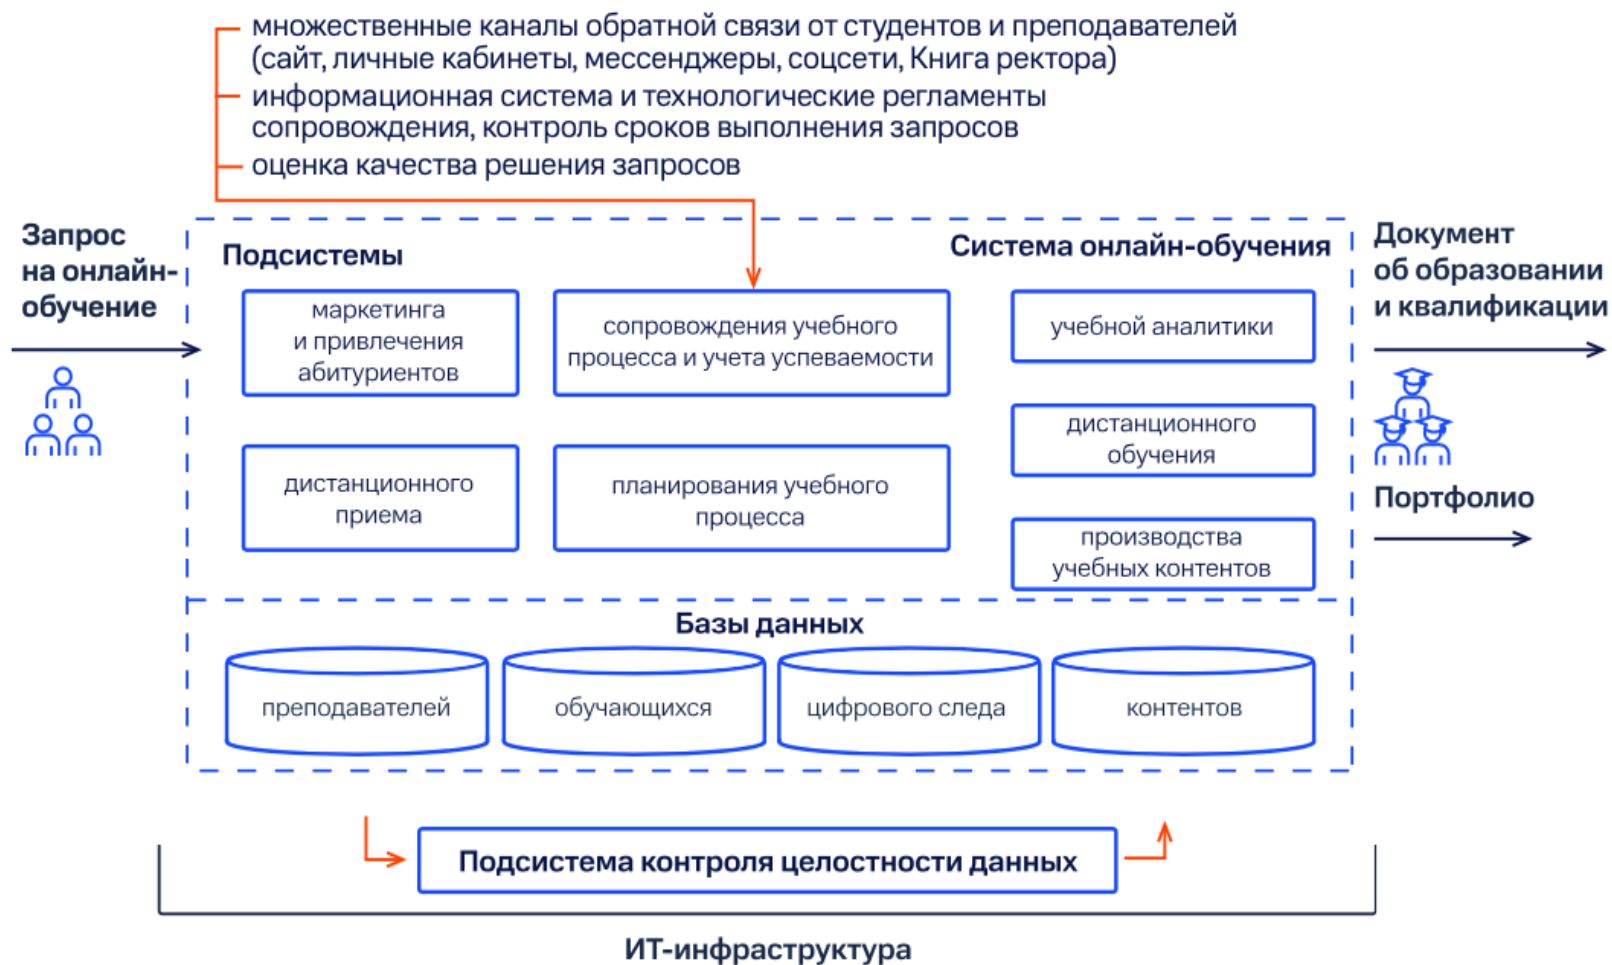 множественные каналы обратной связи от студентов и преподавателей
(сайт, личные кабинеты, мессенджеры, соцсети, Книга ректора)
информационная система и технологические регламенты
сопровождения, контроль сроков выполнения запросов
оценка качества решения запросов
Запрос
на онлайн-
обучение
Подсистемы
Система онлайн-обучения
маркетинга
и привлечения
абитуриентов
сопровождения учебного
процесса и учета успеваемости
учебной аналитики
дистанционного
обучения
дистанционного
приема
планирования учебного
процесса
производства
учебных контентов
Документ
об образовании
и квалификации
Портфолио
Базы данных
преподавателей
обучающихся
цифрового следа
контентов
Подсистема контроля целостности данных
ИТ-инфраструктура